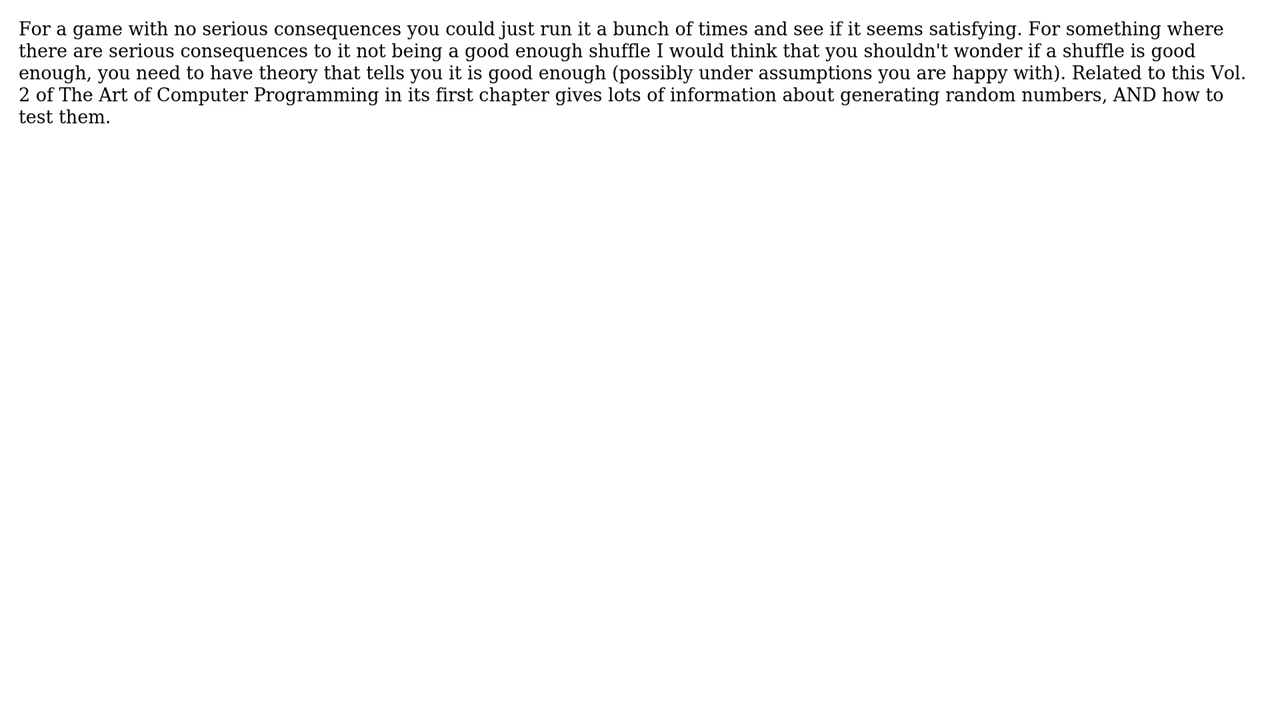 For a game with no serious consequences you could just run it a bunch of times and see if it seems satisfying. For something where
there are serious consequences to it not being a good enough shuffle I would think that you shouldn't wonder if a shuffle is good
enough, you need to have theory that tells you it is good enough (possibly under assumptions you are happy with). Related to this Vol.
2 of The Art of Computer Programming in its first chapter gives lots of information about generating random numbers, AND how to
test them.